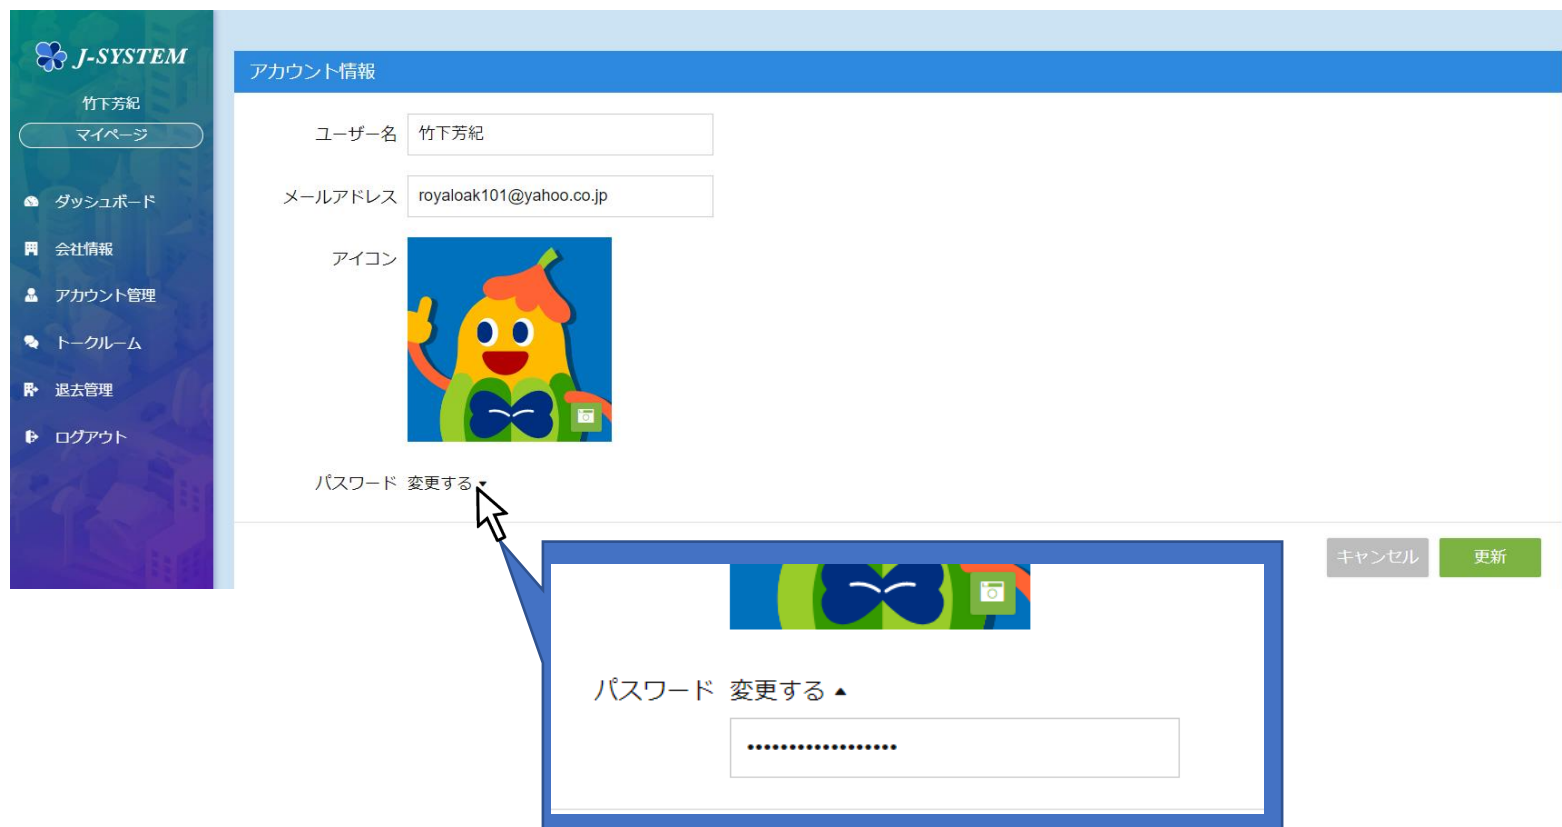 J-SYSTEM
竹下芳紀
マイページ
ダッシュボード
会社情報
アカウント管理
トークルーム
退去管理
ログアウト
アカウント情報
ユーザー名 竹下芳紀
メールアドレス royaloak101@yahoo.co.jp
アイコン
パスワード 変更する▼
キャンセル 更新
パスワード 変更する▲
••••••••••••••••••